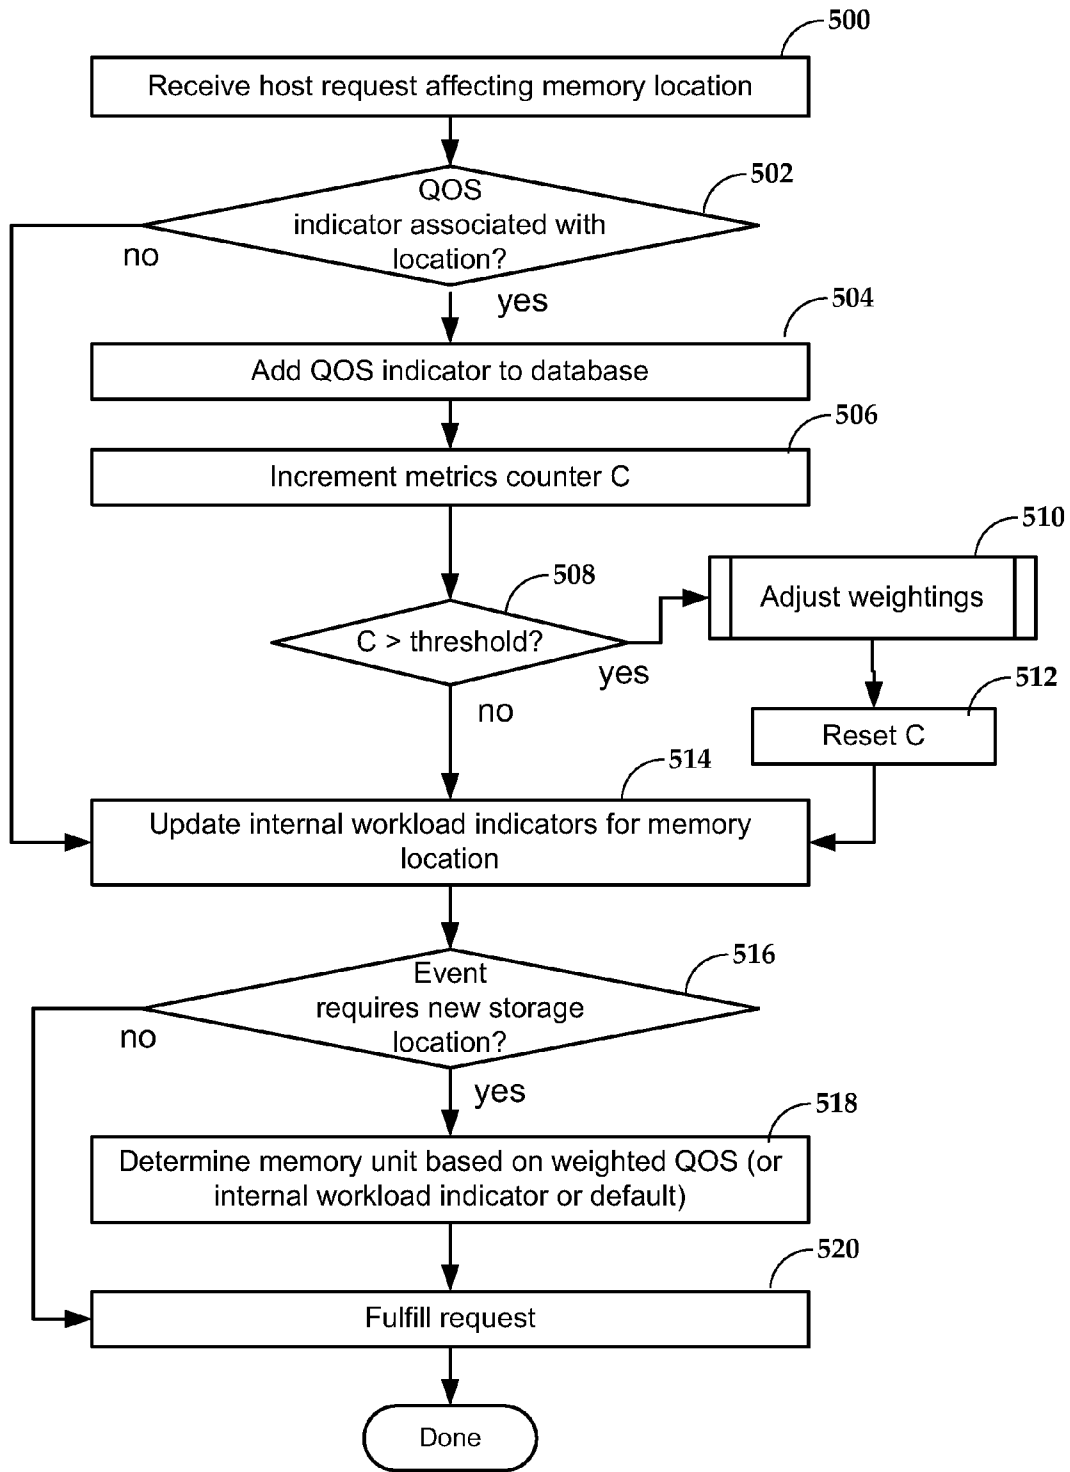 500
Receive host request affecting memory location
502
QOS
indicator associated with
location?
no
yes
504
Add QOS indicator to database
506
Increment metrics counter C
510
508
Adjust weightings
C > threshold?
yes
512
no
Reset C
514
Update internal workload indicators for memory
location
516
Event
requires new storage
location?
no
yes
518
Determine memory unit based on weighted QOS (or
internal workload indicator or default)
520
Fulfill request
Done